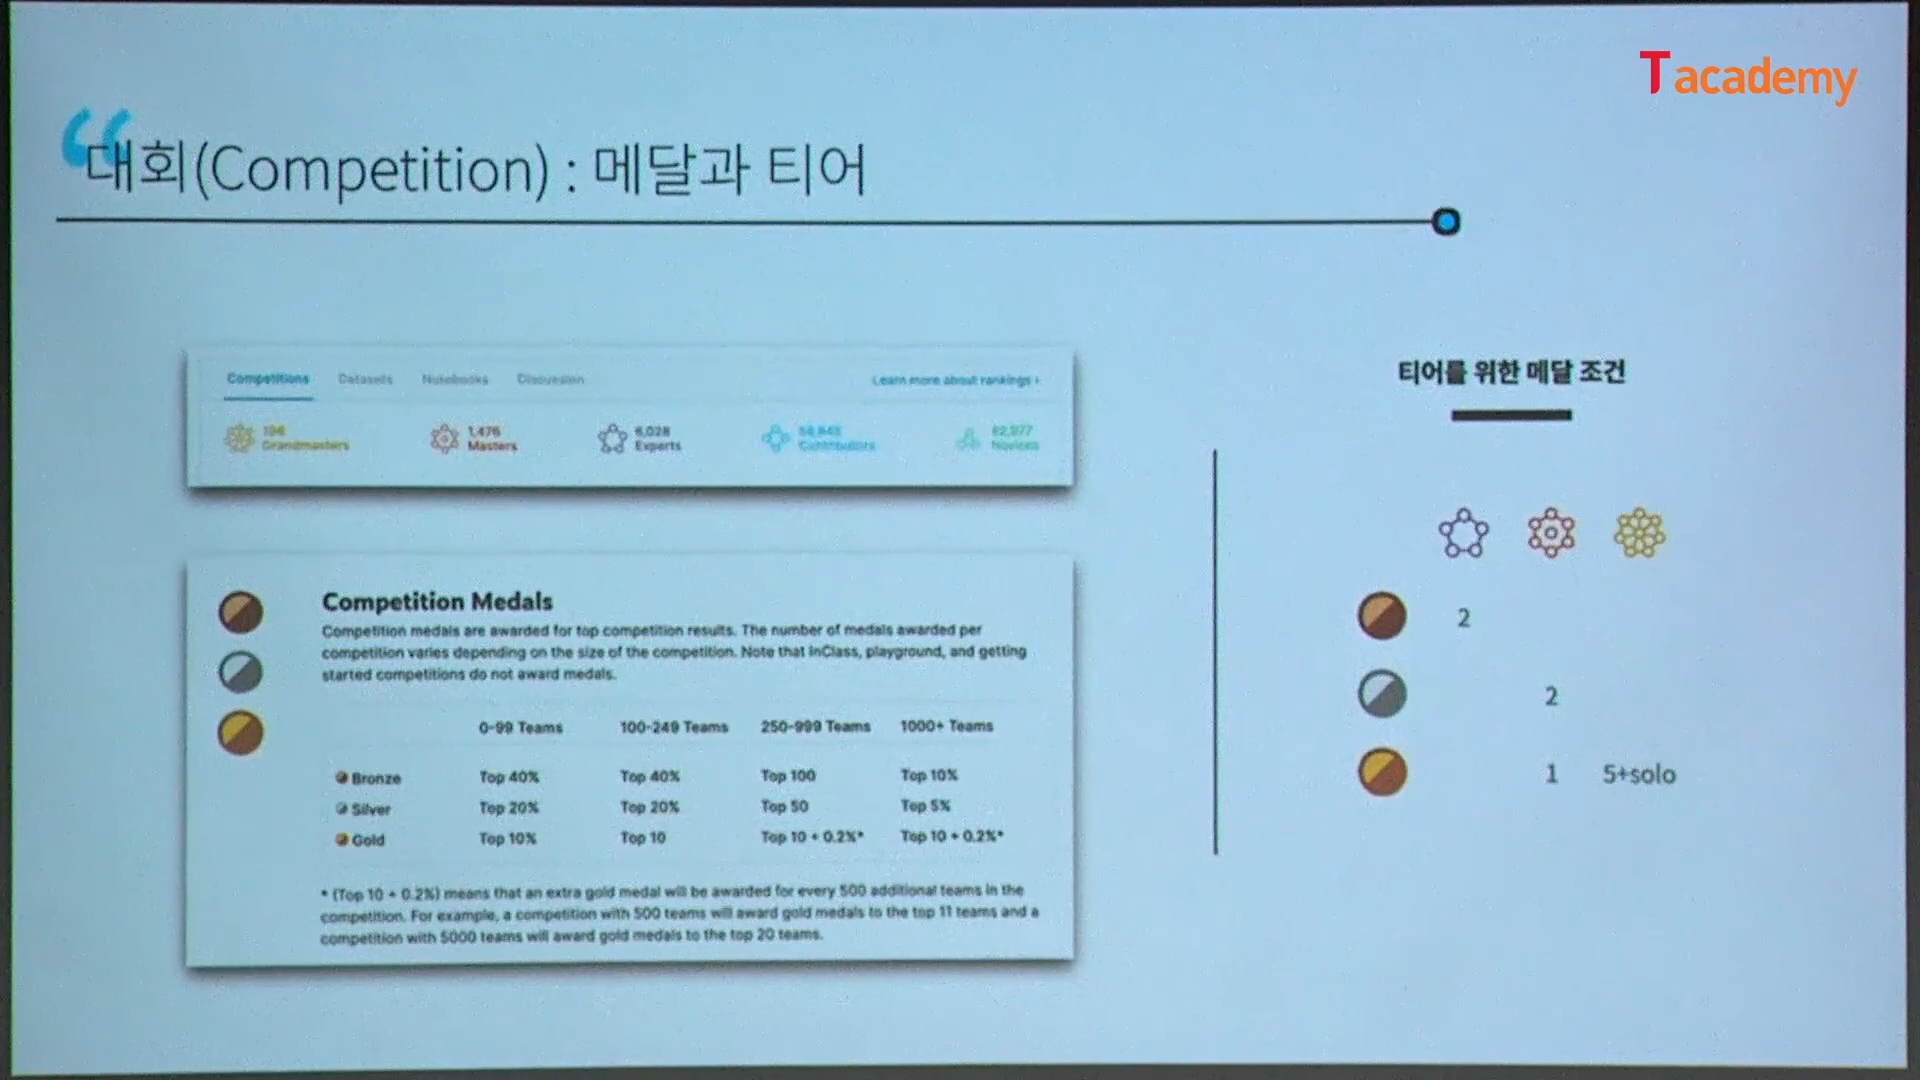 Tacademy
대회(Competition) : 메달과 티어
Competitions Datasets Notebooks Discussion Learn more about rankings ›
1,476 6,028
Grandmasters Masters Experts Contributors Novices
티어를 위한 메달 조건
Competition Medals
Competition medals are awarded for top competition results. The number of medals awarded per
competition varies depending on the size of the competition. Note that InClass, playground, and getting
started competitions do not award medals.
0-99 Teams 100-249 Teams 250-999 Teams 1000+ Teams
Bronze Top 40% Top 40% Top 100 Top 10%
Silver Top 20% Top 20% Top 50 Top 5%
Gold Top 10% Top 10 Top 10 + 0.2%* Top 10 + 0.2%*
* (Top 10 + 0.2%) means that an extra gold medal will be awarded for every 500 additional teams in the
competition. For example, a competition with 500 teams will award gold medals to the top 11 teams and a
competition with 5000 teams will award gold medals to the top 20 teams.
2
2
1 5+solo